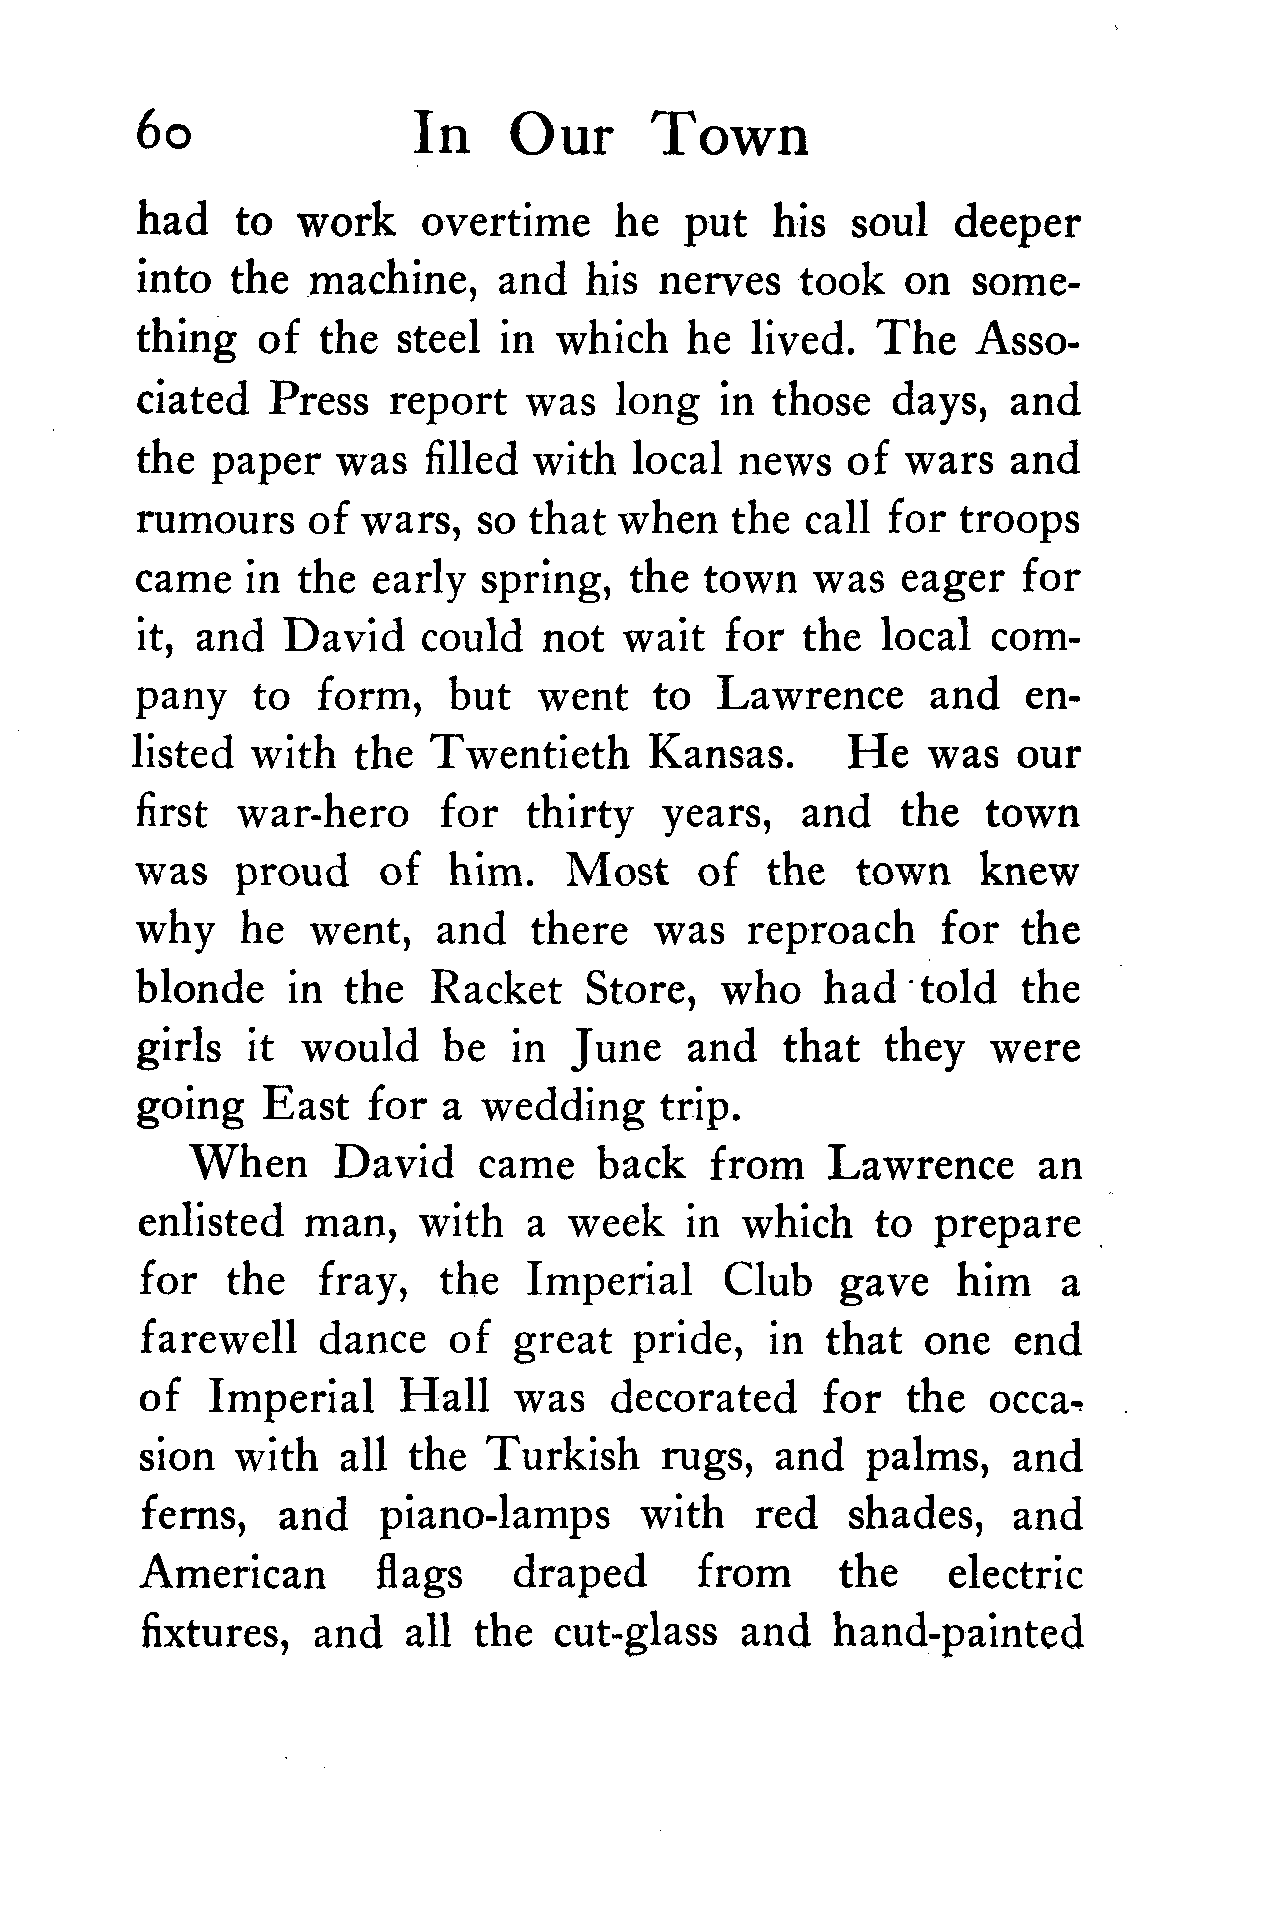 60 In Our Town
had to work overtime he put his soul deeper
into the machine, and his nerves took on some-
thing of the steel in which he lived. The Asso-
ciated Press report was long in those days, and
the paper was filled with local news of wars and
rumours of wars, so that when the call for troops
came in the early spring, the town was eager for
it, and David could not wait for the local com-
pany to form, but went to Lawrence and en-
listed with the Twentieth Kansas. He was our
first war-hero for thirty years, and the town
was proud of him. Most of the town knew
why he went, and there was reproach for the
blonde in the Racket Store, who had told the
girls it would be in June and that they were
going East for a wedding trip.
When David came back from Lawrence an
enlisted man, with a week in which to prepare
for the fray, the Imperial Club gave him a
farewell dance of great pride, in that one end
of Imperial Hall was decorated for the occa-
sion with all the Turkish rugs, and palms, and
ferns, and piano-lamps with red shades, and
American flags draped from the electric
fixtures, and all the cut-glass and hand-painted